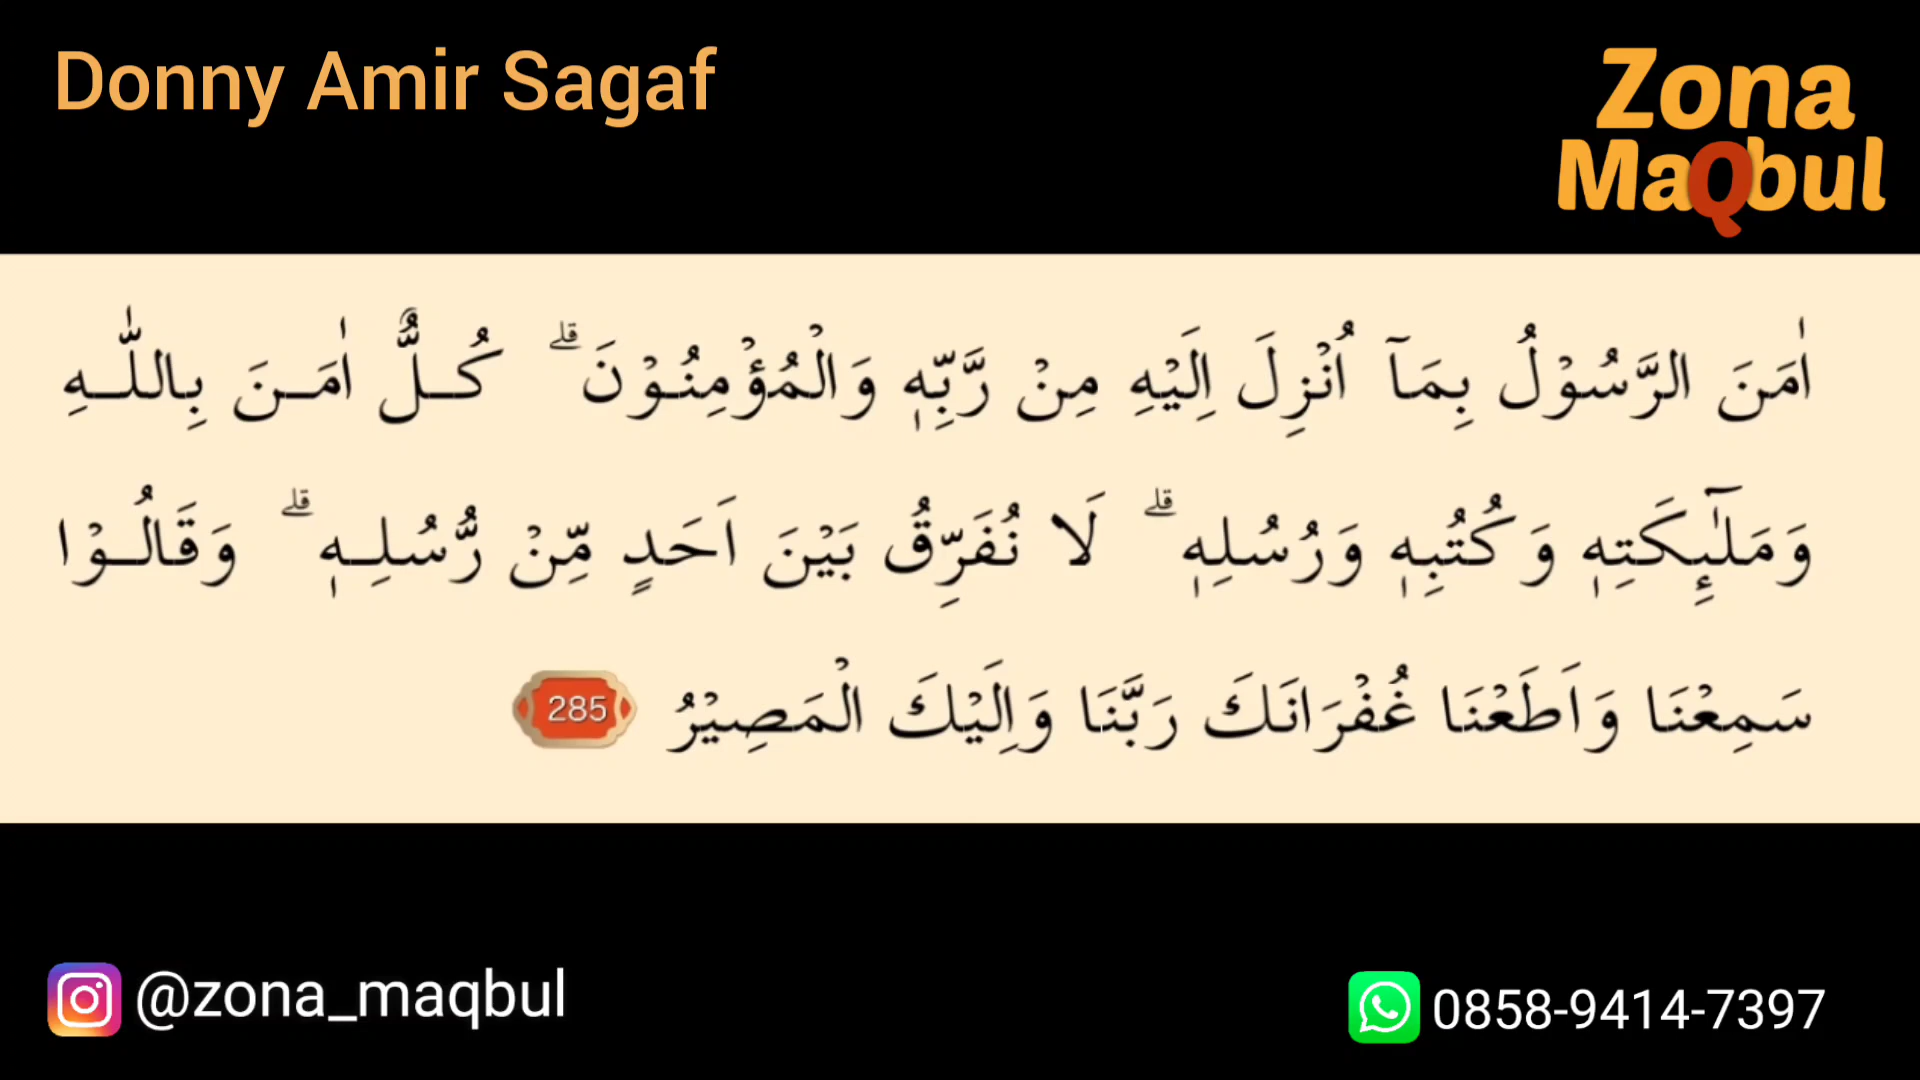 Donny Amir Sagaf
Zona
MaQbul
اٰمَنَ الرَّسُوْلُ بِمَآ اُنْزِلَ اِلَيْهِ مِنْ رَّبِّهٖ وَالْمُؤْمِنُوْنَۗ كُلٌّ اٰمَنَ بِاللّٰهِ
وَمَلٰۤىِٕكَتِهٖ وَكُتُبِهٖ وَرُسُلِهٖۗ لَا نُفَرِّقُ بَيْنَ اَحَدٍ مِّنْ رُّسُلِهٖۗ وَقَالُوْا
سَمِعْنَا وَاَطَعْنَا غُفْرَانَكَ رَبَّنَا وَاِلَيْكَ الْمَصِيْرُ 285
@zona_maqbul
0858-9414-7397